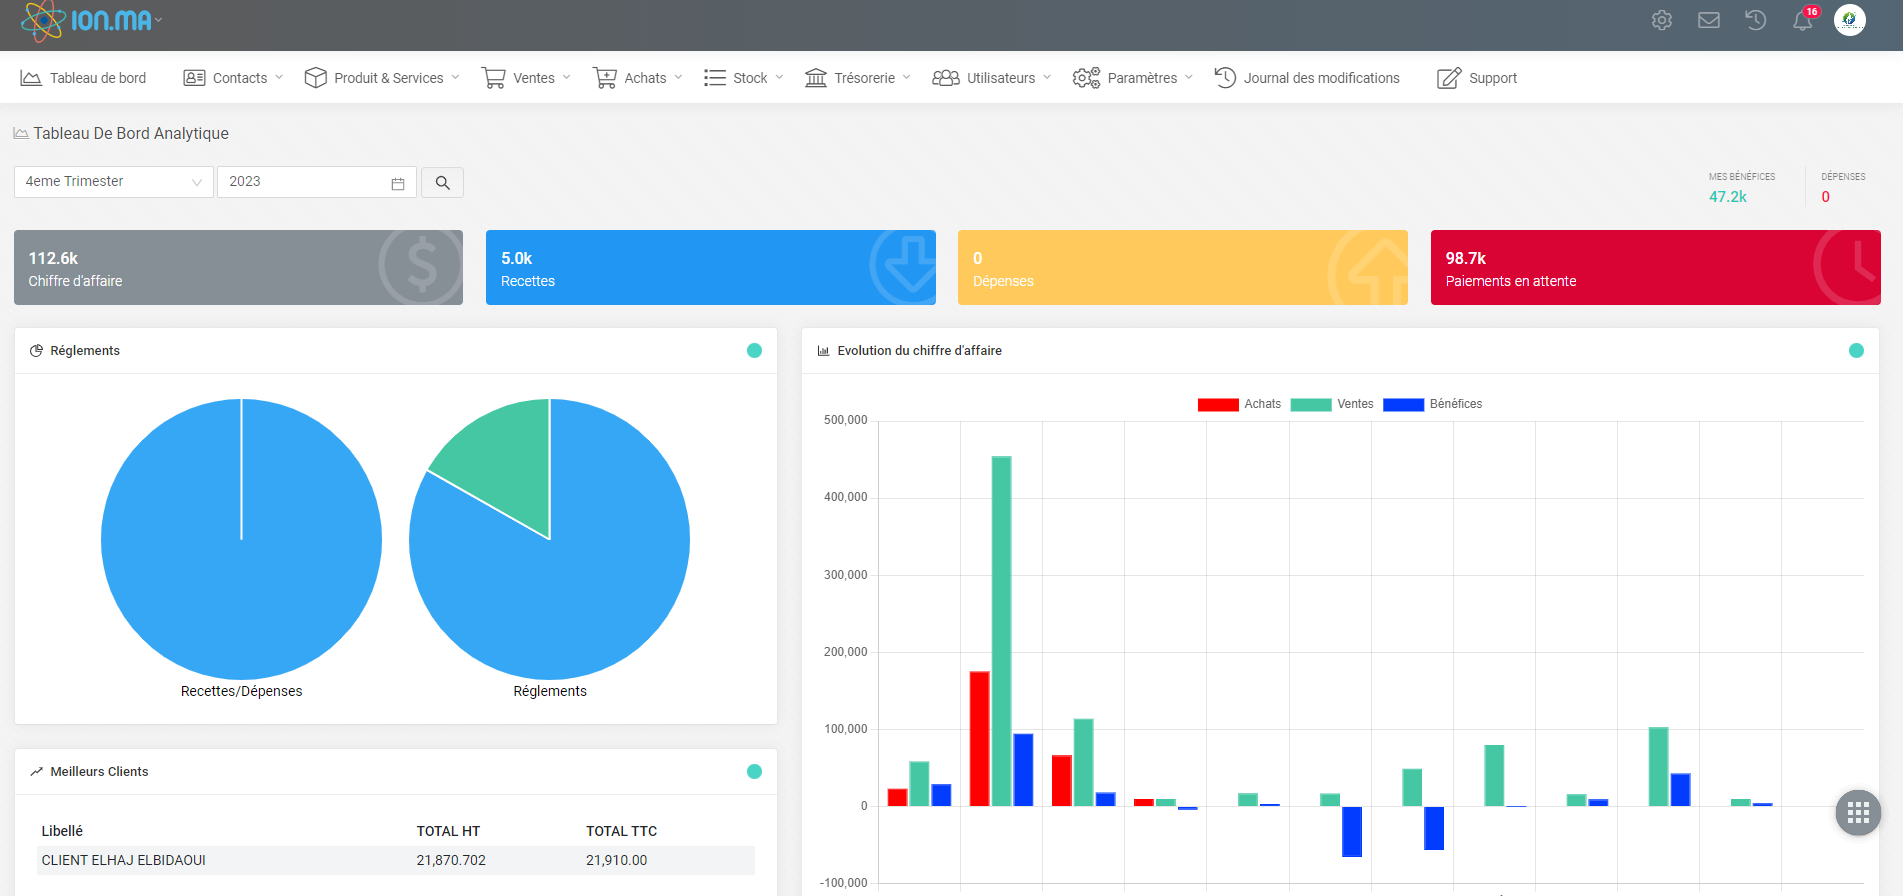 ION.MA
16
Tableau de bord
Contacts
Produit & Services
Ventes
Achats
Stock
Trésorerie
Utilisateurs
Paramètres
Journal des modifications
Support
Tableau De Bord Analytique
4eme Trimester
2023
MES BÉNÉFICES
47.2k
DÉPENSES
0
112.6k
Chiffre d'affaire
5.0k
Recettes
0
Dépenses
98.7k
Paiements en attente
Réglements
Recettes/Dépenses
Réglements
Evolution du chiffre d'affaire
Achats
Ventes
Bénéfices
500,000
400,000
300,000
200,000
100,000
0
-100,000
Meilleurs Clients
Libellé TOTAL HT TOTAL TTC
CLIENT ELHAJ ELBIDAOUI 21,870.702 21,910.00